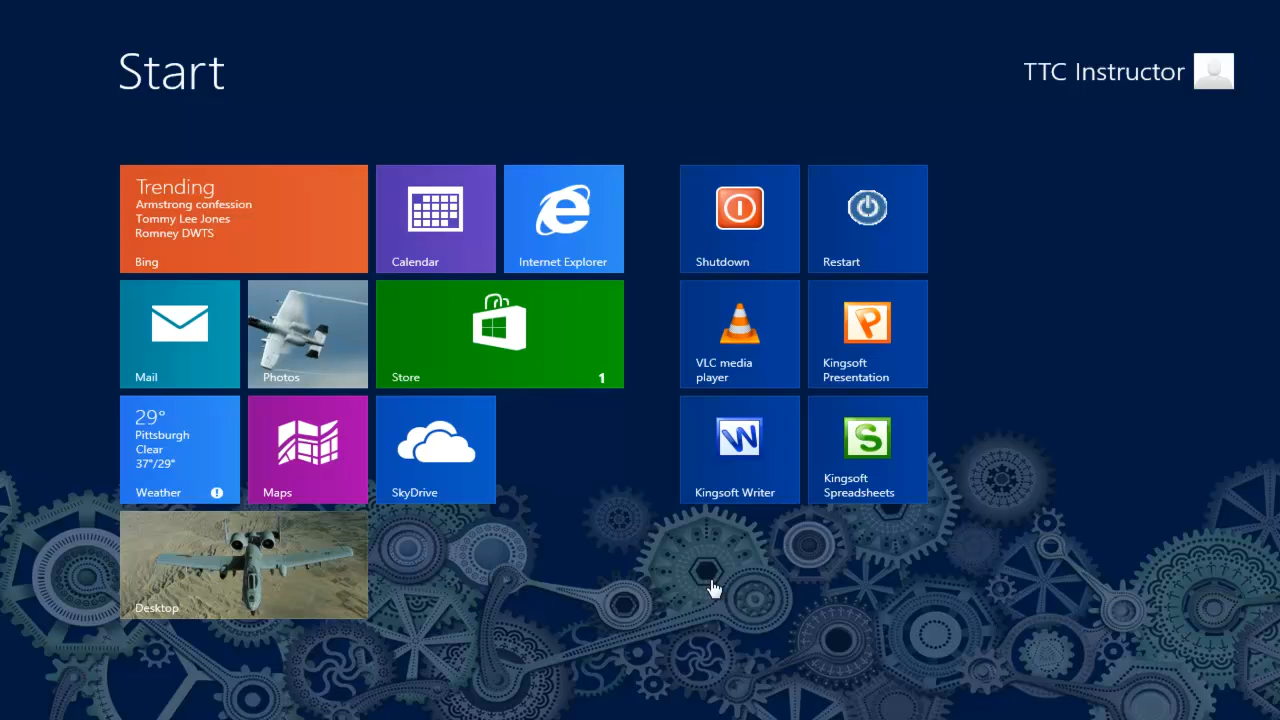 Start
TTC Instructor
Trending
Armstrong confession
Tommy Lee Jones
Romney DWTS
Bing
Calendar
Internet Explorer
Shutdown
Restart
Mail
Photos
Store
1
VLC media
player
Kingsoft
Presentation
29°
Pittsburgh
Clear
37°/29°
Weather
Maps
SkyDrive
Kingsoft Writer
Kingsoft
Spreadsheets
Desktop